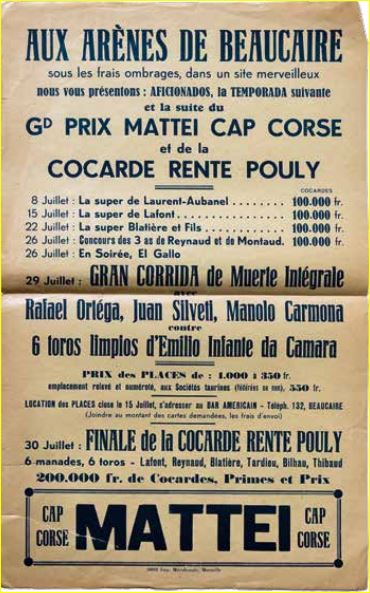 AUX ARÈNES DE BEAUCAIRE
sous les frais ombrages, dans un site merveilleux
nous vous présentons : AFICIONADOS, la TEMPORADA suivante
et la suite du
GD PRIX MATTEI CAP CORSE
et de la
COCARDE RENTE POULY
COCARDES
8 Juillet : La super de Laurent-Aubanel ........ 100.000 fr.
15 Juillet : La super de Lafont ................ 100.000 fr.
22 Juillet : La super Blatière et Fils ......... 100.000 fr.
26 Juillet : Concours des 3 as de Reynaud et de Montaud. 100.000 fr.
26 Juillet : En Soirée, El Gallo
29 Juillet : GRAN CORRIDA de Muerte Intégrale
avec
Rafael Ortéga, Juan Silveti, Manolo Carmona
contre
6 toros limpios d'Emilio Infante da Camara
PRIX des PLACES de : 1.000 à 350 fr.
emplacement relevé et numéroté, aux Sociétés taurines 550 fr.
LOCATION des PLACES close le 15 Juillet, s'adresser au BAR AMERICAIN - Téléph. 132, BEAUCAIRE
(Joindre au montant des cartes demandées, les frais d'envoi)
30 Juillet : FINALE de la COCARDE RENTE POULY
6 manades, 6 toros - Lafont, Reynaud, Blatière, Tardieu, Bilhau, Thibaud
200.000 fr. de Cocardes, Primes et Prix
CAP CORSE
MATTEI
CAP CORSE